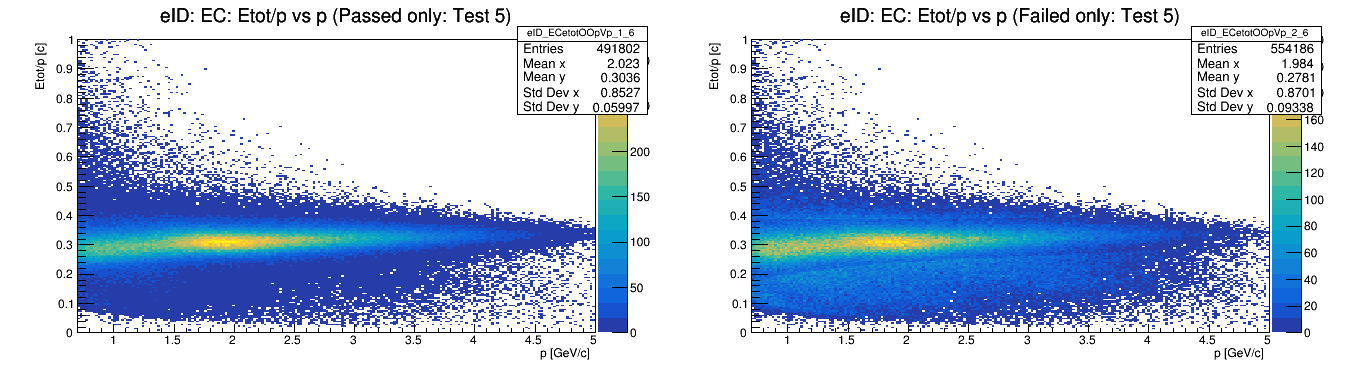 eID: EC: Etot/p vs p (Passed only: Test 5)
eID_ECetotOOpVp_1_6
Entries 491802
Mean x 2.023
Mean y 0.3036
Std Dev x 0.8527
Std Dev y 0.05997
Etot/p [c]
1
0.9
0.8
0.7
0.6
0.5
0.4
0.3
0.2
0.1
0
1 1.5 2 2.5 3 3.5 4 4.5 5
p [GeV/c]
200
150
100
50
0
eID: EC: Etot/p vs p (Failed only: Test 5)
eID_ECetotOOpVp_2_6
Entries 554186
Mean x 1.984
Mean y 0.2781
Std Dev x 0.8701
Std Dev y 0.09338
Etot/p [c]
1
0.9
0.8
0.7
0.6
0.5
0.4
0.3
0.2
0.1
0
1 1.5 2 2.5 3 3.5 4 4.5 5
p [GeV/c]
160
140
120
100
80
60
40
20
0